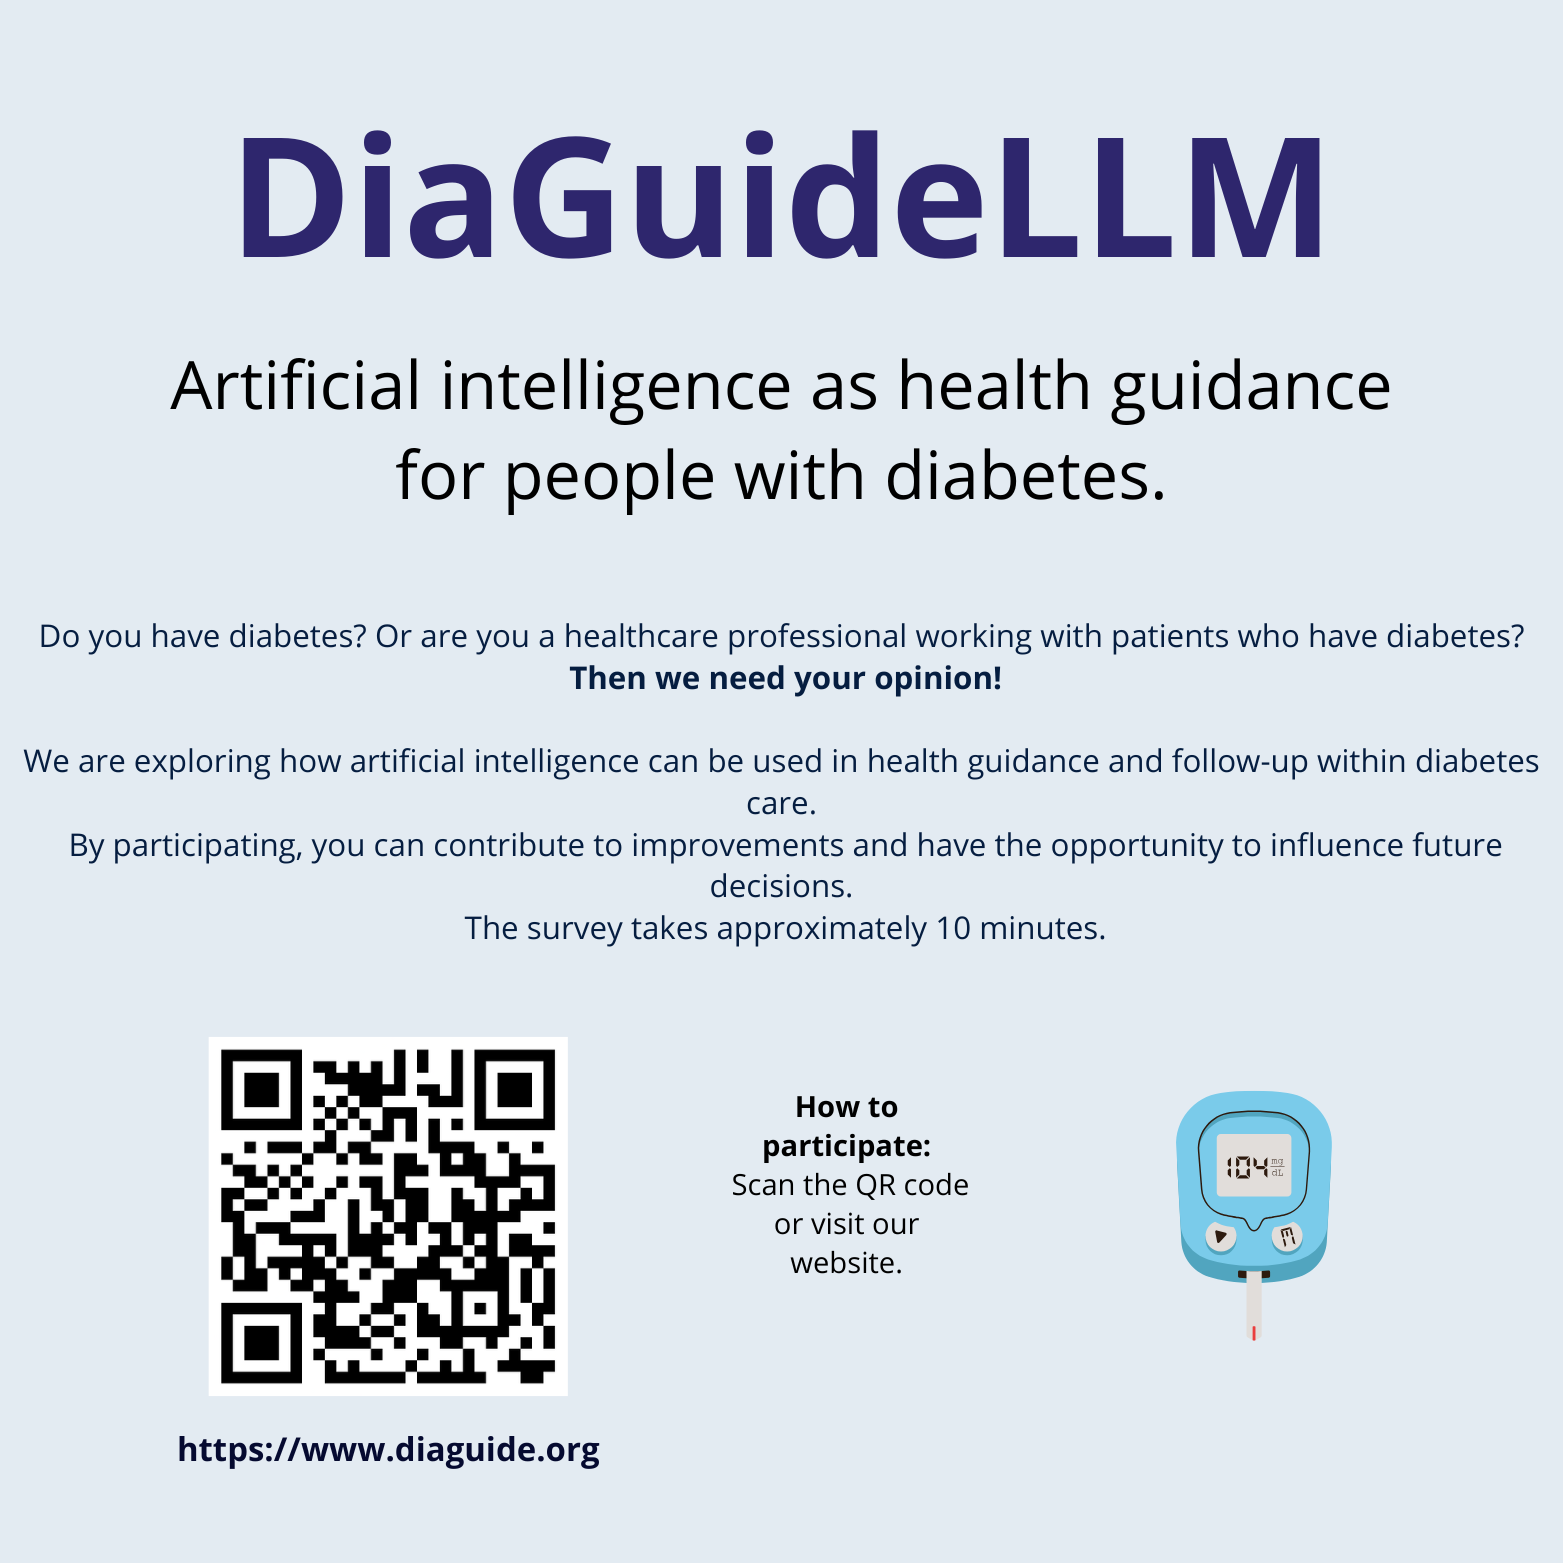 DiaGuideLLM
Artificial intelligence as health guidance
for people with diabetes.
Do you have diabetes? Or are you a healthcare professional working with patients who have diabetes?
Then we need your opinion!
We are exploring how artificial intelligence can be used in health guidance and follow-up within diabetes
care.
By participating, you can contribute to improvements and have the opportunity to influence future
decisions.
The survey takes approximately 10 minutes.
How to
participate:
Scan the QR code
or visit our
website.
104 mg
dL
https://www.diaguide.org